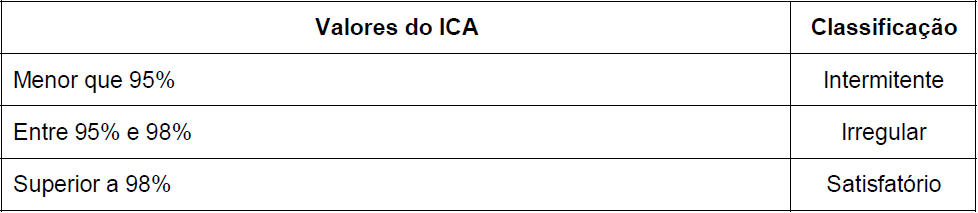 Valores do ICA Classificação
Menor que 95% Intermitente
Entre 95% e 98% Irregular
Superior a 98% Satisfatório